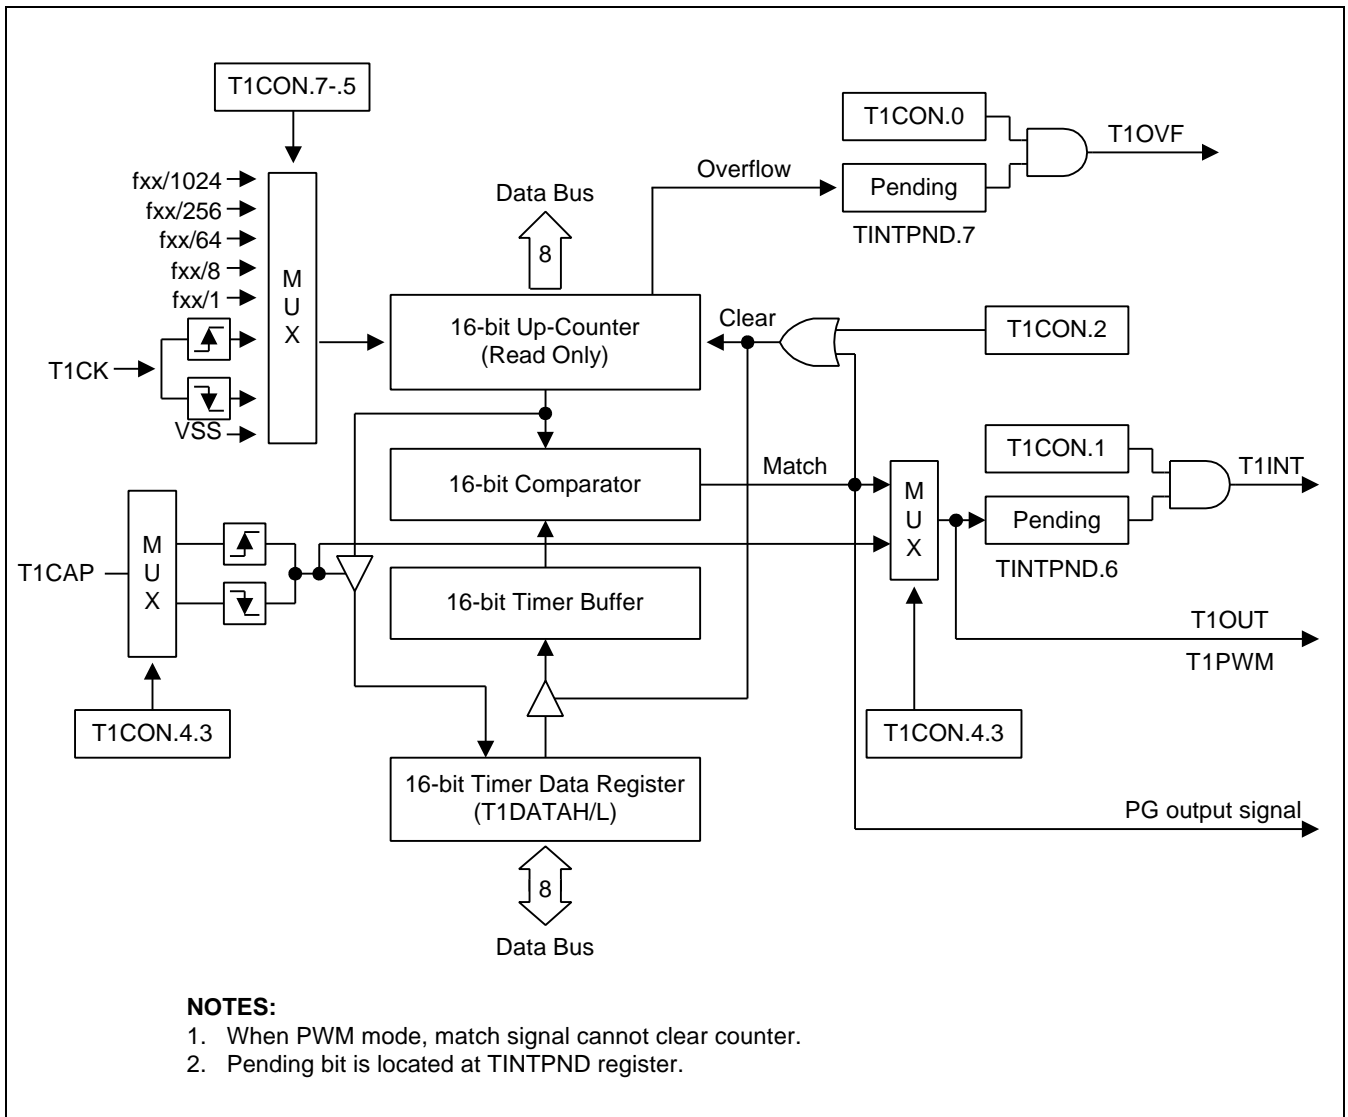 T1CON.7-.5
fxx/1024
fxx/256
fxx/64
fxx/8
fxx/1
T1CK
VSS
M
U
X
Data Bus
8
16-bit Up-Counter
(Read Only)
Overflow
T1CON.0
Pending
TINTPND.7
T1OVF
Clear
T1CON.2
16-bit Comparator
Match
M
U
X
T1CON.1
Pending
TINTPND.6
T1INT
T1CAP
M
U
X
T1CON.4.3
16-bit Timer Buffer
T1OUT
T1PWM
T1CON.4.3
16-bit Timer Data Register
(T1DATAH/L)
PG output signal
8
Data Bus
NOTES:
1. When PWM mode, match signal cannot clear counter.
2. Pending bit is located at TINTPND register.